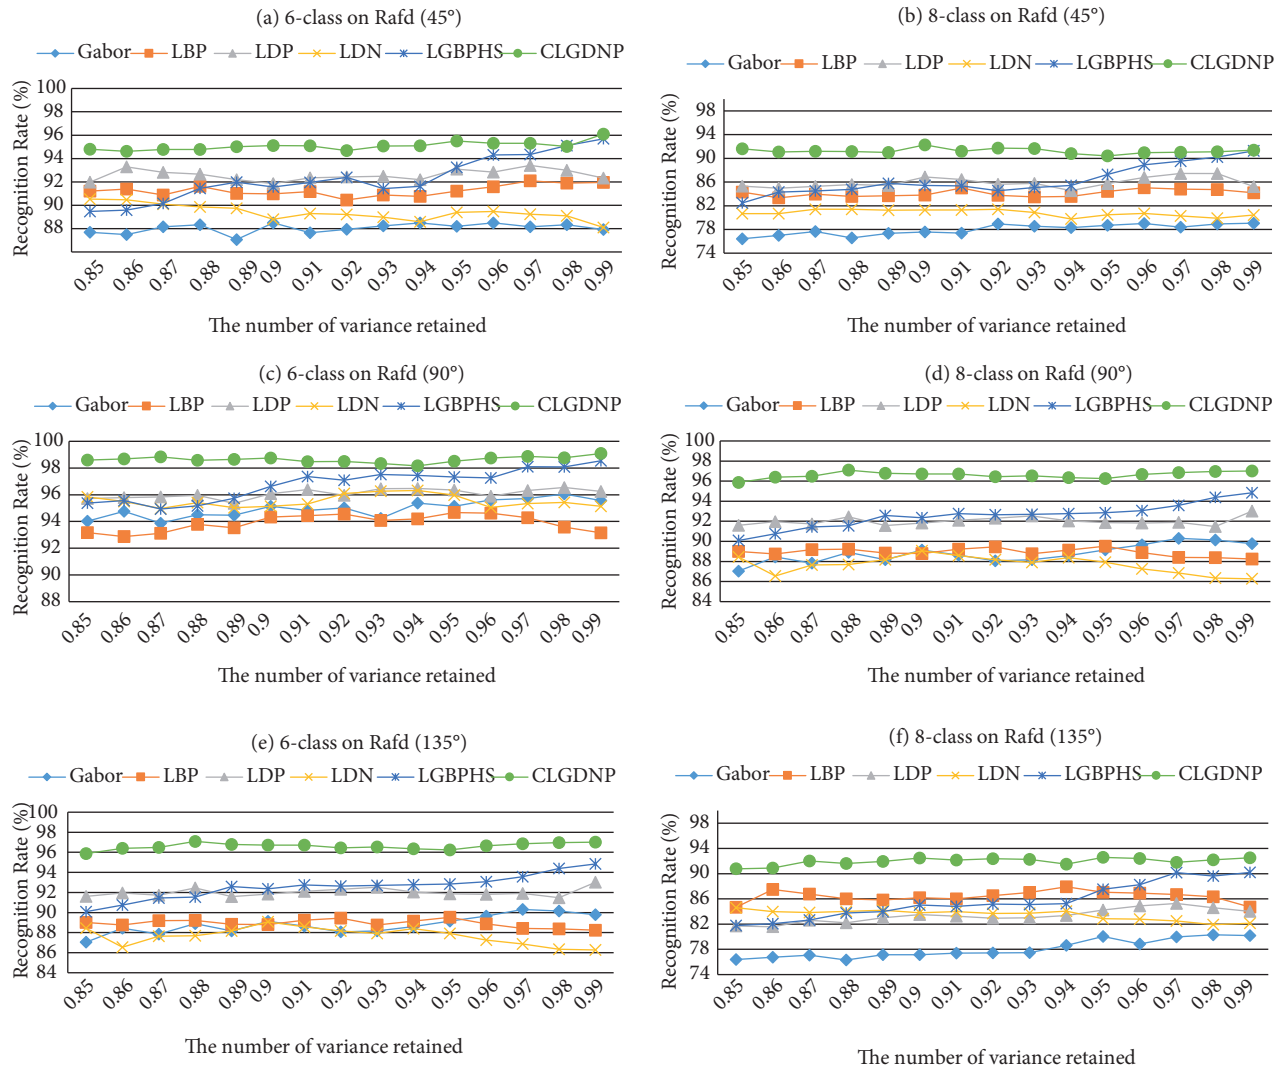 (a) 6-class on Rafd (45°)
Gabor LBP LDP LDN LGBPHS CLGDNP
Recognition Rate (%)
100
98
96
94
92
90
88
0.85 0.86 0.87 0.88 0.89 0.9 0.91 0.92 0.93 0.94 0.95 0.96 0.97 0.98 0.99
The number of variance retained
(b) 8-class on Rafd (45°)
Gabor LBP LDP LDN LGBPHS CLGDNP
Recognition Rate (%)
98
94
90
86
82
78
74
0.85 0.86 0.87 0.88 0.89 0.9 0.91 0.92 0.93 0.94 0.95 0.96 0.97 0.98 0.99
The number of variance retained
(c) 6-class on Rafd (90°)
Gabor LBP LDP LDN LGBPHS CLGDNP
Recognition Rate (%)
100
98
96
94
92
90
88
0.85 0.86 0.87 0.88 0.89 0.9 0.91 0.92 0.93 0.94 0.95 0.96 0.97 0.98 0.99
The number of variance retained
(d) 8-class on Rafd (90°)
Gabor LBP LDP LDN LGBPHS CLGDNP
Recognition Rate (%)
100
98
96
94
92
90
88
86
84
0.85 0.86 0.87 0.88 0.89 0.9 0.91 0.92 0.93 0.94 0.95 0.96 0.97 0.98 0.99
The number of variance retained
(e) 6-class on Rafd (135°)
Gabor LBP LDP LDN LGBPHS CLGDNP
Recognition Rate (%)
100
98
96
94
92
90
88
86
84
0.85 0.86 0.87 0.88 0.89 0.9 0.91 0.92 0.93 0.94 0.95 0.96 0.97 0.98 0.99
The number of variance retained
(f) 8-class on Rafd (135°)
Gabor LBP LDP LDN LGBPHS CLGDNP
Recognition Rate (%)
98
94
90
86
82
78
74
0.85 0.86 0.87 0.88 0.89 0.9 0.91 0.92 0.93 0.94 0.95 0.96 0.97 0.98 0.99
The number of variance retained